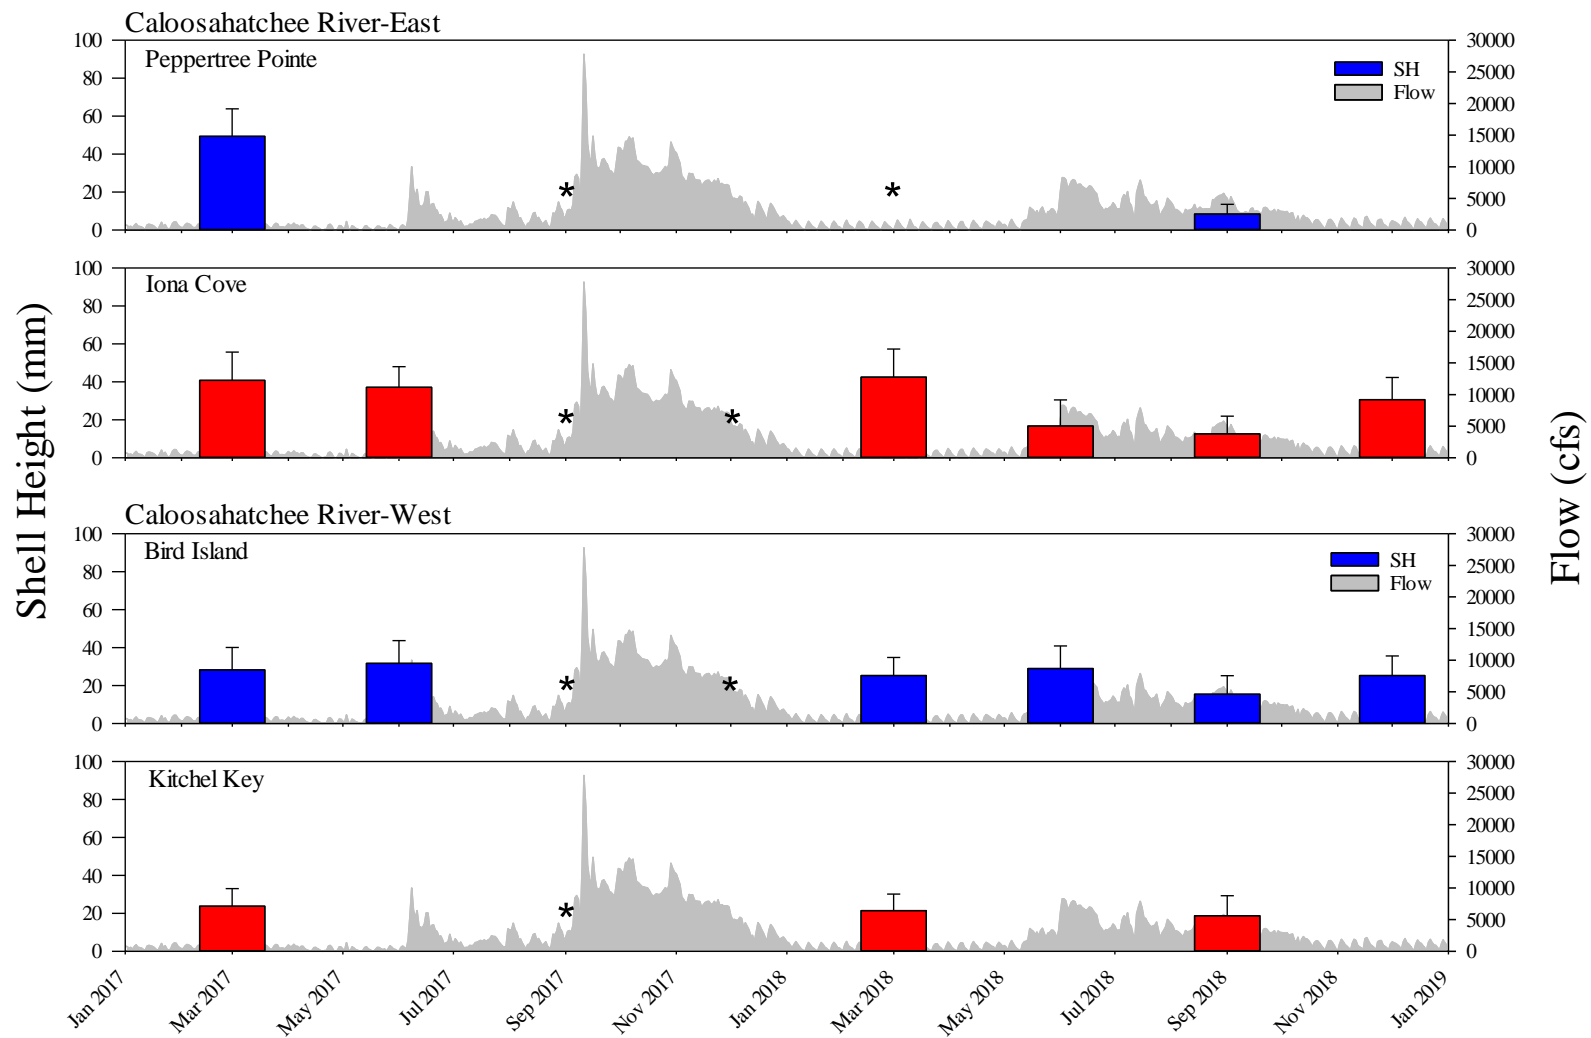 Caloosahatchee River-East
Peppertree Pointe
SH
Flow
100
80
60
40
20
0
30000
25000
20000
15000
10000
5000
0
*
*
Iona Cove
100
80
60
40
20
0
30000
25000
20000
15000
10000
5000
0
*
*
Shell Height (mm)
Flow (cfs)
Caloosahatchee River-West
Bird Island
SH
Flow
100
80
60
40
20
0
30000
25000
20000
15000
10000
5000
0
*
*
Kitchel Key
100
80
60
40
20
0
30000
25000
20000
15000
10000
5000
0
*
Jan 2017
Mar 2017
May 2017
Jul 2017
Sep 2017
Nov 2017
Jan 2018
Mar 2018
May 2018
Jul 2018
Sep 2018
Nov 2018
Jan 2019